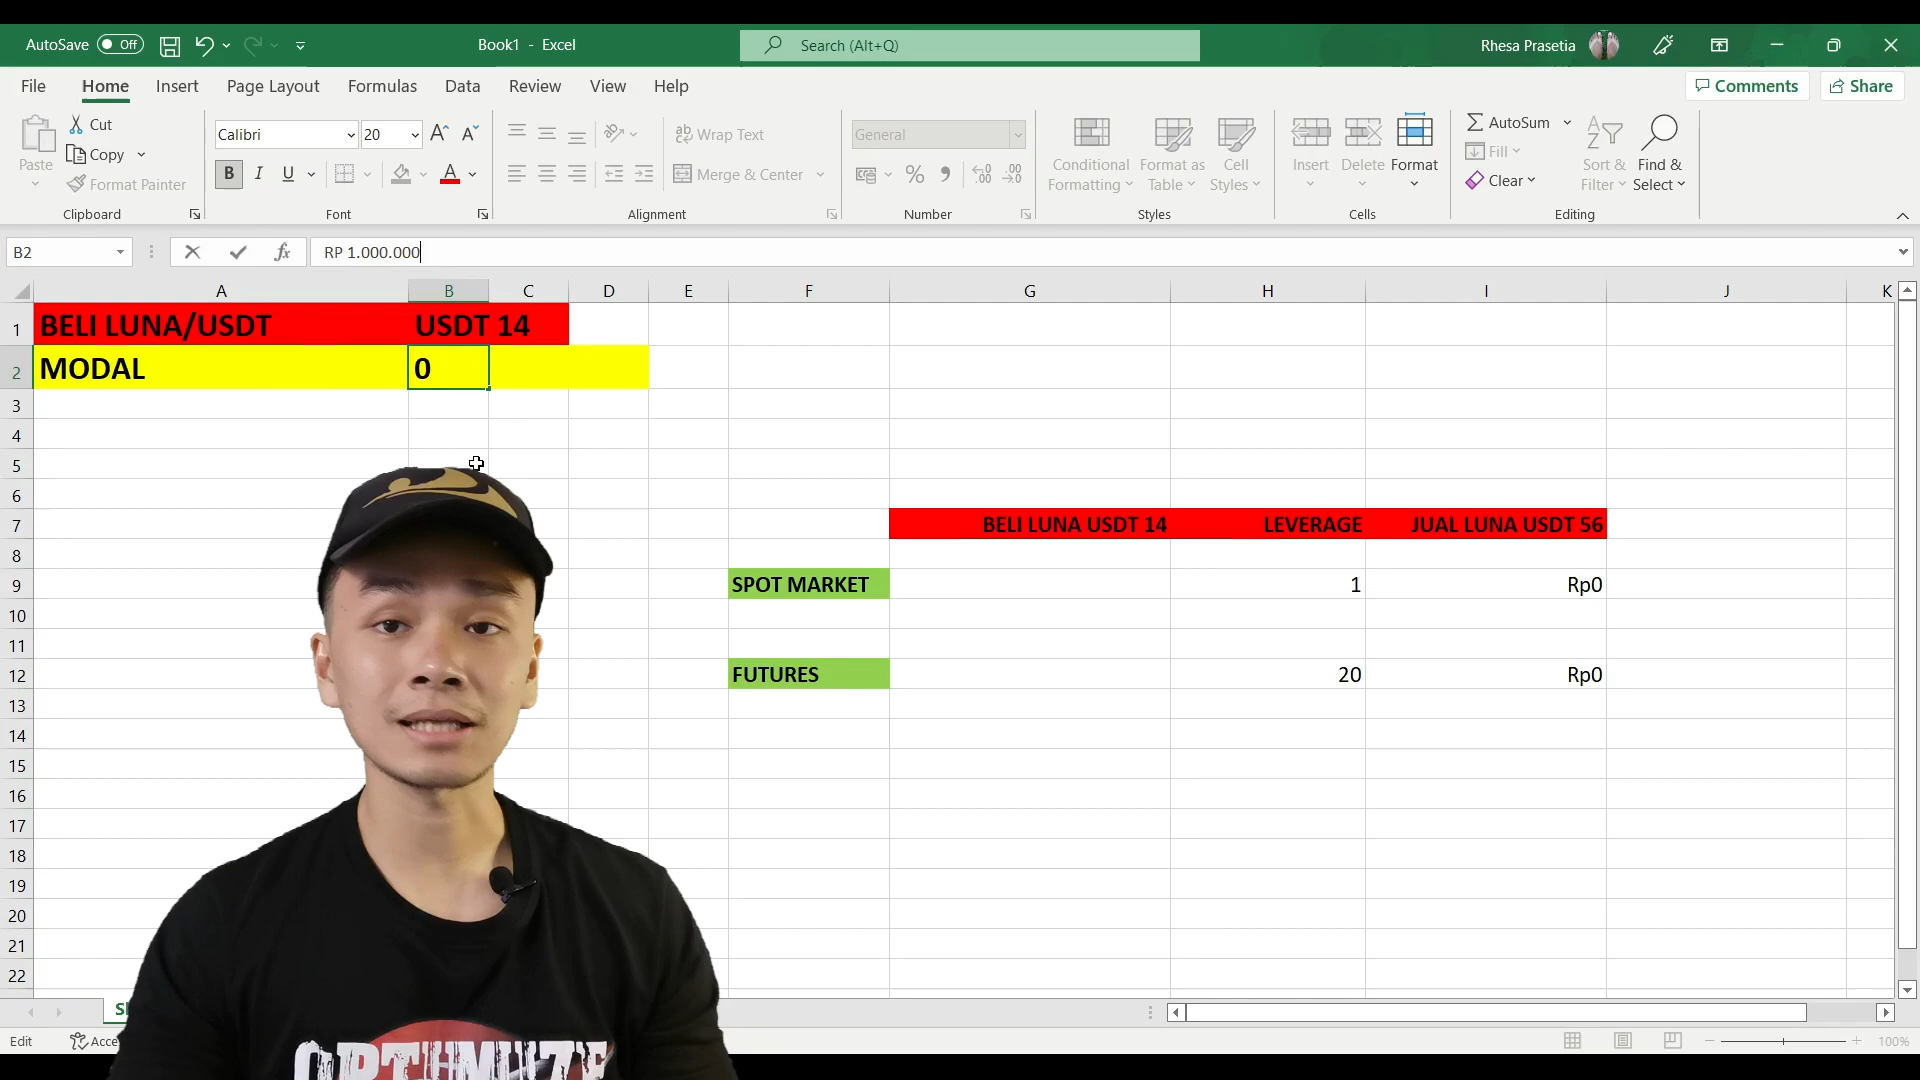 AutoSave Off
Book1 - Excel
Search (Alt+Q)
Rhesa Prasetia
File Home Insert Page Layout Formulas Data Review View Help
Comments Share
Paste
Cut
Copy
Format Painter
Clipboard
Calibri 20
B I U
Font
Wrap Text
Merge & Center
Alignment
General
Number
Conditional Formatting
Format as Table
Cell Styles
Styles
Insert Delete Format
Cells
AutoSum
Fill
Clear
Sort & Filter
Find & Select
Editing
B2 fx RP 1.000.000
A B C D E F G H I J K
1 BELI LUNA/USDT USDT 14
2 MODAL 0
3
4
5
6
7 BELI LUNA USDT 14 LEVERAGE JUAL LUNA USDT 56
8
9 SPOT MARKET 1 Rp0
10
11
12 FUTURES 20 Rp0
13
14
15
16
17
18
19
20
21
22
Edit
100%